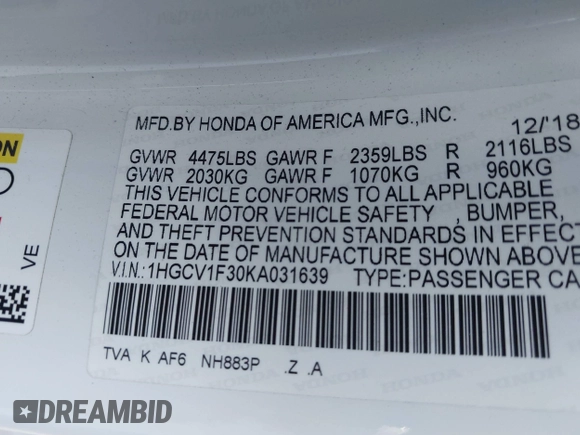 MFD.BY HONDA OF AMERICA MFG.,INC. 12/'18
GVWR 4475LBS GAWR F 2359LBS R 2116LBS
GVWR 2030KG GAWR F 1070KG R 960KG
THIS VEHICLE CONFORMS TO ALL APPLICABLE
FEDERAL MOTOR VEHICLE SAFETY , BUMPER,
AND THEFT PREVENTION STANDARDS IN EFFECT
ON THE DATE OF MANUFACTURE SHOWN ABOVE
V.I.N.:1HGCV1F30KA031639 TYPE:PASSENGER CA
TVA K AF6 NH883P .Z .A
ON
VE
DREAMBID